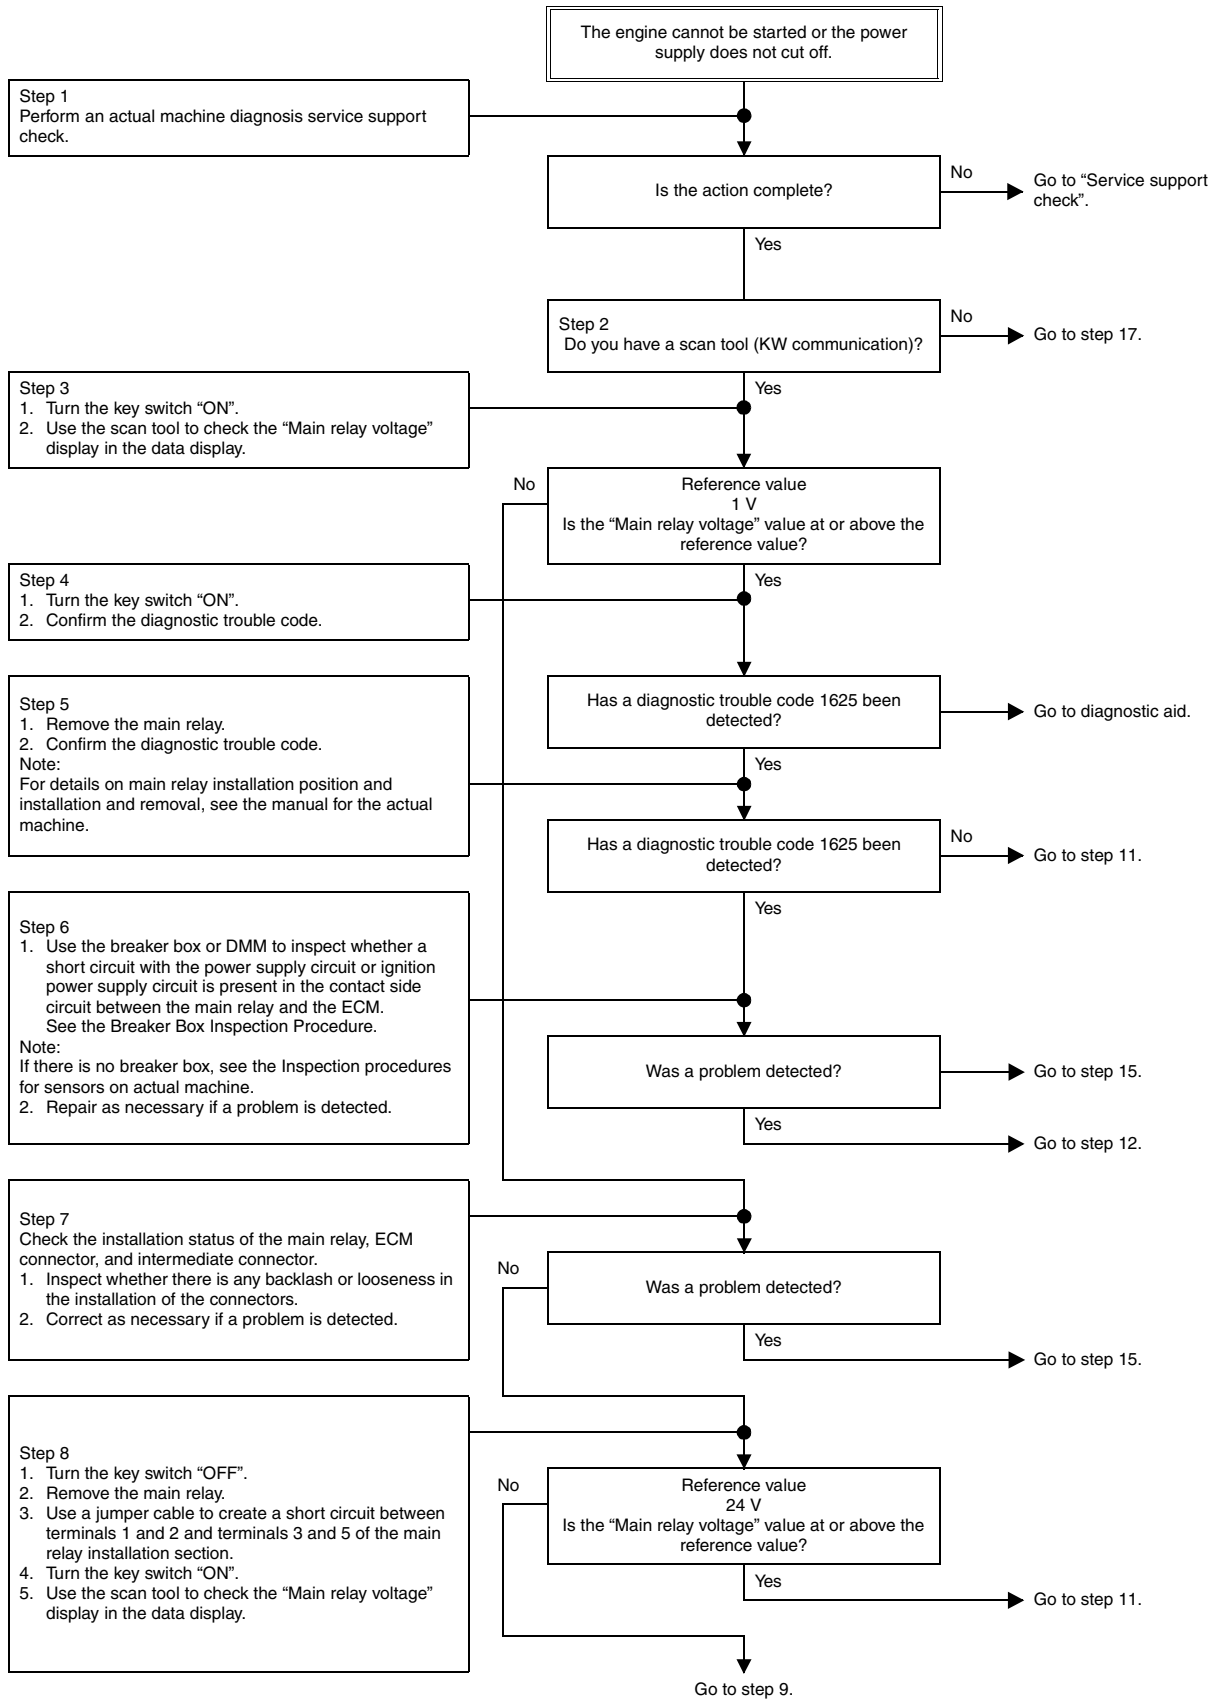 The engine cannot be started or the power
supply does not cut off.
Step 1
Perform an actual machine diagnosis service support
check.
Is the action complete?
No
Go to “Service support
check”.
Yes
Step 2
Do you have a scan tool (KW communication)?
No
Go to step 17.
Yes
Step 3
1. Turn the key switch “ON”.
2. Use the scan tool to check the “Main relay voltage”
display in the data display.
No
Reference value
1 V
Is the “Main relay voltage” value at or above the
reference value?
Yes
Step 4
1. Turn the key switch “ON”.
2. Confirm the diagnostic trouble code.
Has a diagnostic trouble code 1625 been
detected?
Go to diagnostic aid.
Yes
Step 5
1. Remove the main relay.
2. Confirm the diagnostic trouble code.
Note:
For details on main relay installation position and
installation and removal, see the manual for the actual
machine.
Has a diagnostic trouble code 1625 been
detected?
No
Go to step 11.
Yes
Step 6
1. Use the breaker box or DMM to inspect whether a
short circuit with the power supply circuit or ignition
power supply circuit is present in the contact side
circuit between the main relay and the ECM.
See the Breaker Box Inspection Procedure.
Note:
If there is no breaker box, see the Inspection procedures
for sensors on actual machine.
2. Repair as necessary if a problem is detected.
Was a problem detected?
Go to step 15.
Yes
Go to step 12.
Step 7
Check the installation status of the main relay, ECM
connector, and intermediate connector.
1. Inspect whether there is any backlash or looseness in
the installation of the connectors.
2. Correct as necessary if a problem is detected.
No
Was a problem detected?
Yes
Go to step 15.
Step 8
1. Turn the key switch “OFF”.
2. Remove the main relay.
3. Use a jumper cable to create a short circuit between
terminals 1 and 2 and terminals 3 and 5 of the main
relay installation section.
4. Turn the key switch “ON”.
5. Use the scan tool to check the “Main relay voltage”
display in the data display.
No
Reference value
24 V
Is the “Main relay voltage” value at or above the
reference value?
Yes
Go to step 11.
Go to step 9.